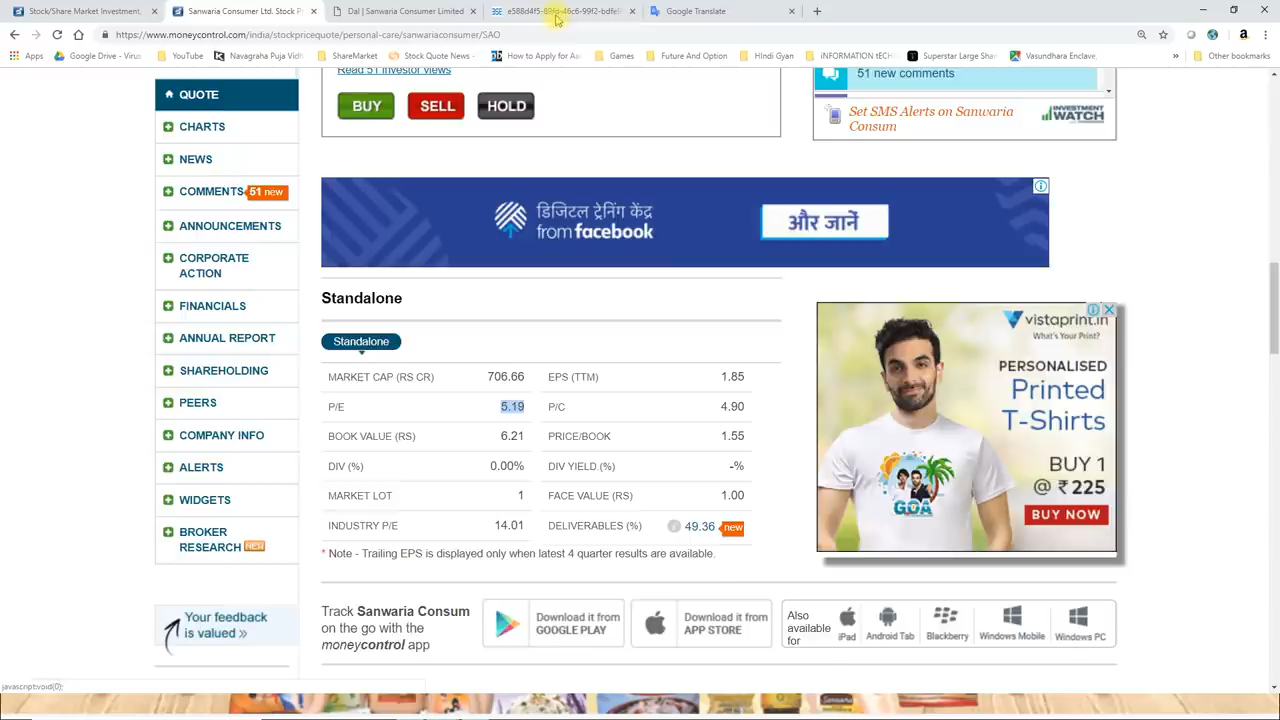 Stock/Share Market Investment,
Sanwaria Consumer Ltd. Stock P
Dal | Sanwaria Consumer Limited
Google Translate
https://www.moneycontrol.com/india/stockpricequote/personal-care/sanwariaconsumer/SAO
Apps
Google Drive - Virus
YouTube
Navagraha Puja Vidh
ShareMarket
Stock Quote News -
How to Apply for Aad
Games
Future And Option
HIndi Gyan
iNFORMATION tECH
Superstar Large Shar
Vasundhara Enclave,
»
Other bookmarks
Read 51 investor views
BUY
SELL
HOLD
51 new comments
Set SMS Alerts on Sanwaria
Consum
INVESTMENT
WATCH
QUOTE
CHARTS
NEWS
COMMENTS 51 new
ANNOUNCEMENTS
CORPORATE
ACTION
FINANCIALS
ANNUAL REPORT
SHAREHOLDING
PEERS
COMPANY INFO
ALERTS
WIDGETS
BROKER
RESEARCH NEW
Your feedback
is valued »
डिजिटल ट्रेनिंग केंद्र
from facebook
और जानें
Standalone
Standalone
MARKET CAP (RS CR) 706.66 EPS (TTM) 1.85
P/E 5.19 P/C 4.90
BOOK VALUE (RS) 6.21 PRICE/BOOK 1.55
DIV (%) 0.00% DIV YIELD.(%) -%
MARKET LOT 1 FACE VALUE (RS) 1.00
INDUSTRY P/E 14.01 DELIVERABLES (%) 49.36 new
* Note - Trailing EPS is displayed only when latest 4 quarter results are available.
vistaprint.in
What's Your Print?
PERSONALISED
Printed
T-Shirts
BUY 1
@ ₹ 225
BUY NOW
GOA
Track Sanwaria Consum
on the go with the
moneycontrol app
Download it from
GOOGLE PLAY
Download it from
APP STORE
Also
available
for
iPad
Android Tab
Blackberry
Windows Mobile
Windows PC
javascript:void(0);